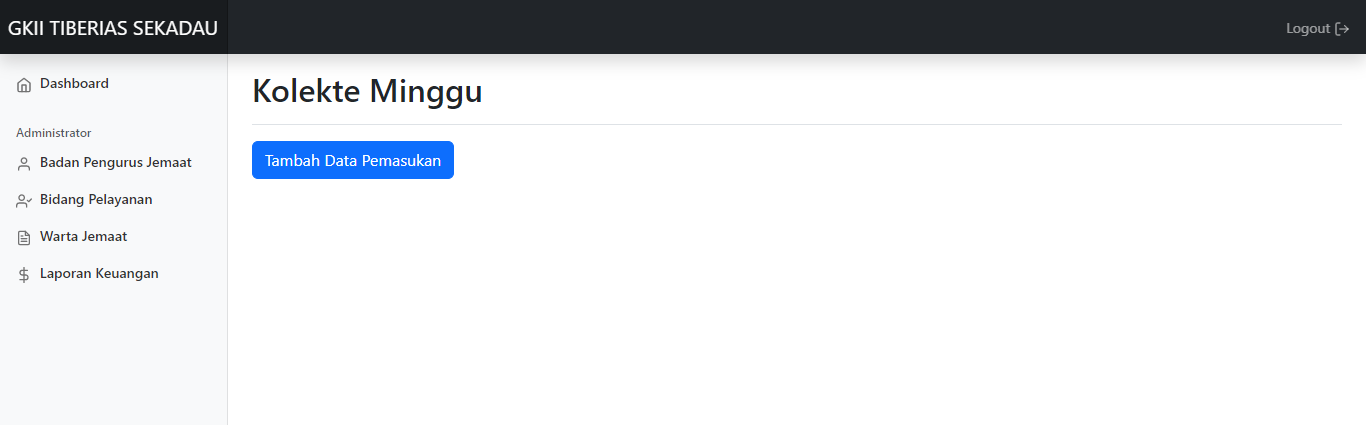 GKII TIBERIAS SEKADAU
Logout
Dashboard
Administrator
Badan Pengurus Jemaat
Bidang Pelayanan
Warta Jemaat
Laporan Keuangan
Kolekte Minggu
Tambah Data Pemasukan